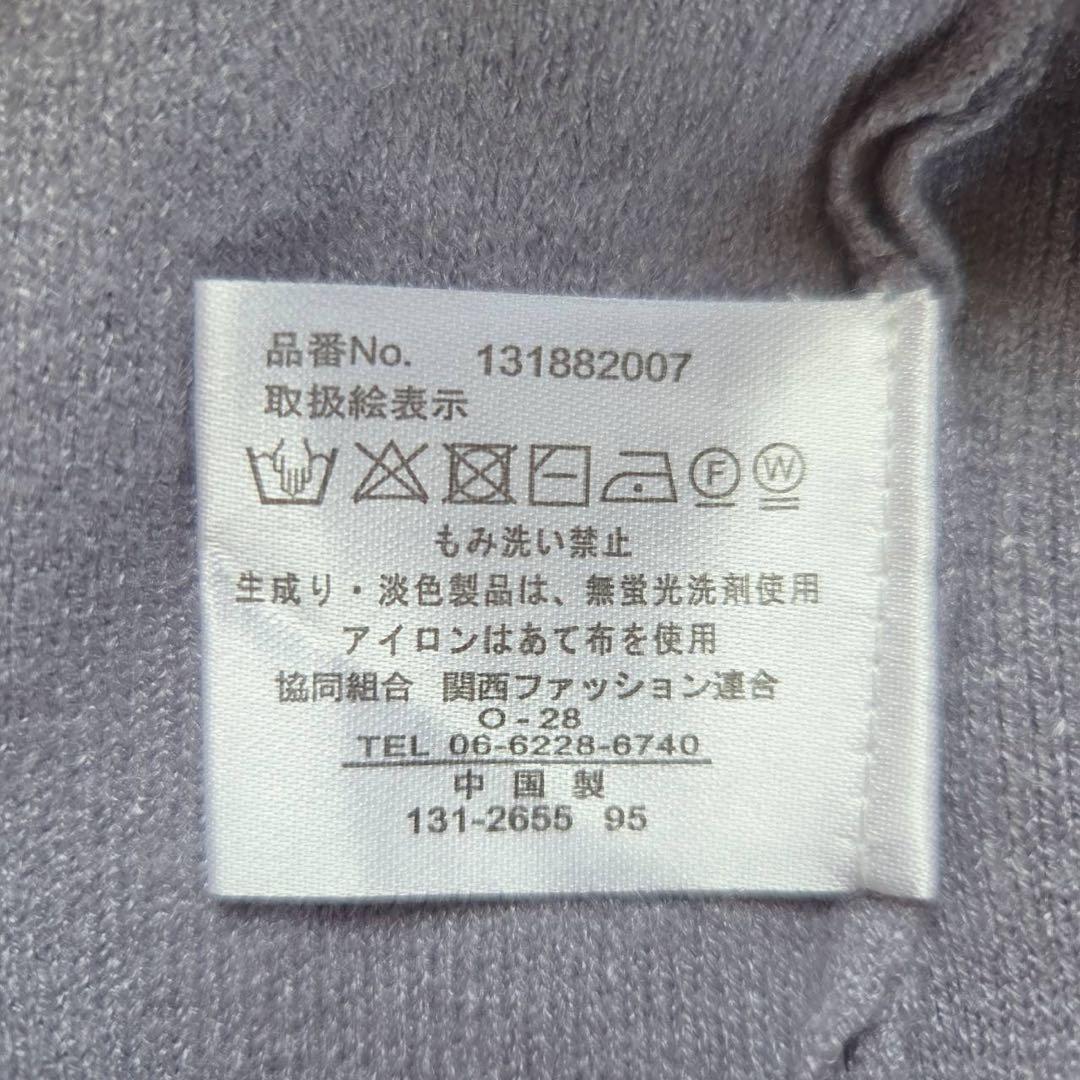 品番No. 131882007
取扱絵表示
F W
もみ洗い禁止
生成り・淡色製品は、無蛍光洗剤使用
アイロンはあて布を使用
協同組合 関西ファッション連合
O-28
TEL 06-6228-6740
中国製
131-2655 95